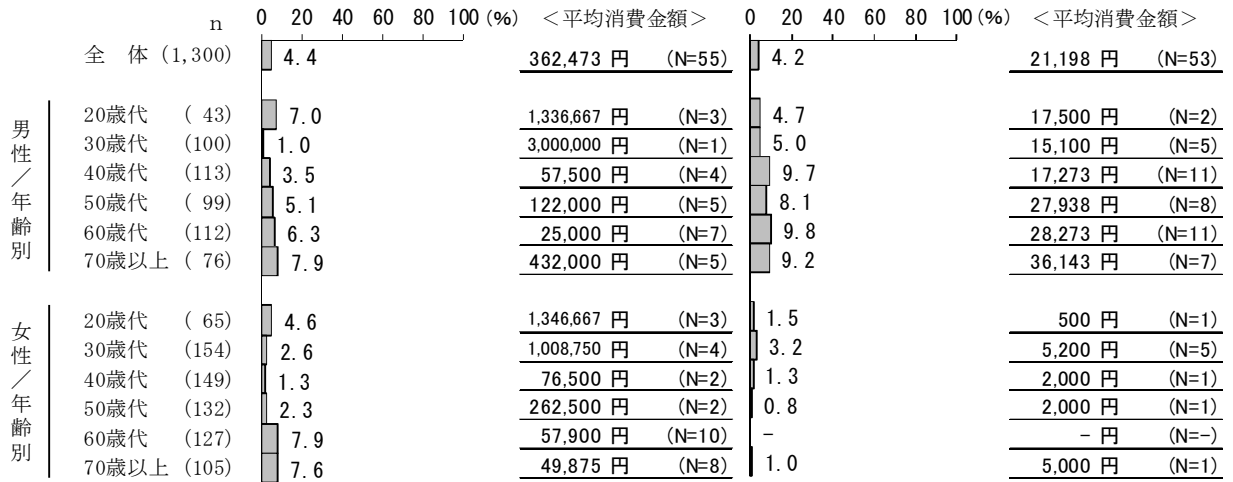 n 0 20 40 60 80 100 (%) ＜平均消費金額＞ 0 20 40 60 80 100 (%) ＜平均消費金額＞
全　体 (1,300) 4.4 362,473 円 (N=55) 4.2 21,198 円 (N=53)
男性／年齢別
20歳代 ( 43) 7.0 1,336,667 円 (N=3) 4.7 17,500 円 (N=2)
30歳代 (100) 1.0 3,000,000 円 (N=1) 5.0 15,100 円 (N=5)
40歳代 (113) 3.5 57,500 円 (N=4) 9.7 17,273 円 (N=11)
50歳代 ( 99) 5.1 122,000 円 (N=5) 8.1 27,938 円 (N=8)
60歳代 (112) 6.3 25,000 円 (N=7) 9.8 28,273 円 (N=11)
70歳以上 ( 76) 7.9 432,000 円 (N=5) 9.2 36,143 円 (N=7)
女性／年齢別
20歳代 ( 65) 4.6 1,346,667 円 (N=3) 1.5 500 円 (N=1)
30歳代 (154) 2.6 1,008,750 円 (N=4) 3.2 5,200 円 (N=5)
40歳代 (149) 1.3 76,500 円 (N=2) 1.3 2,000 円 (N=1)
50歳代 (132) 2.3 262,500 円 (N=2) 0.8 2,000 円 (N=1)
60歳代 (127) 7.9 57,900 円 (N=10) - - 円 (N=-)
70歳以上 (105) 7.6 49,875 円 (N=8) 1.0 5,000 円 (N=1)